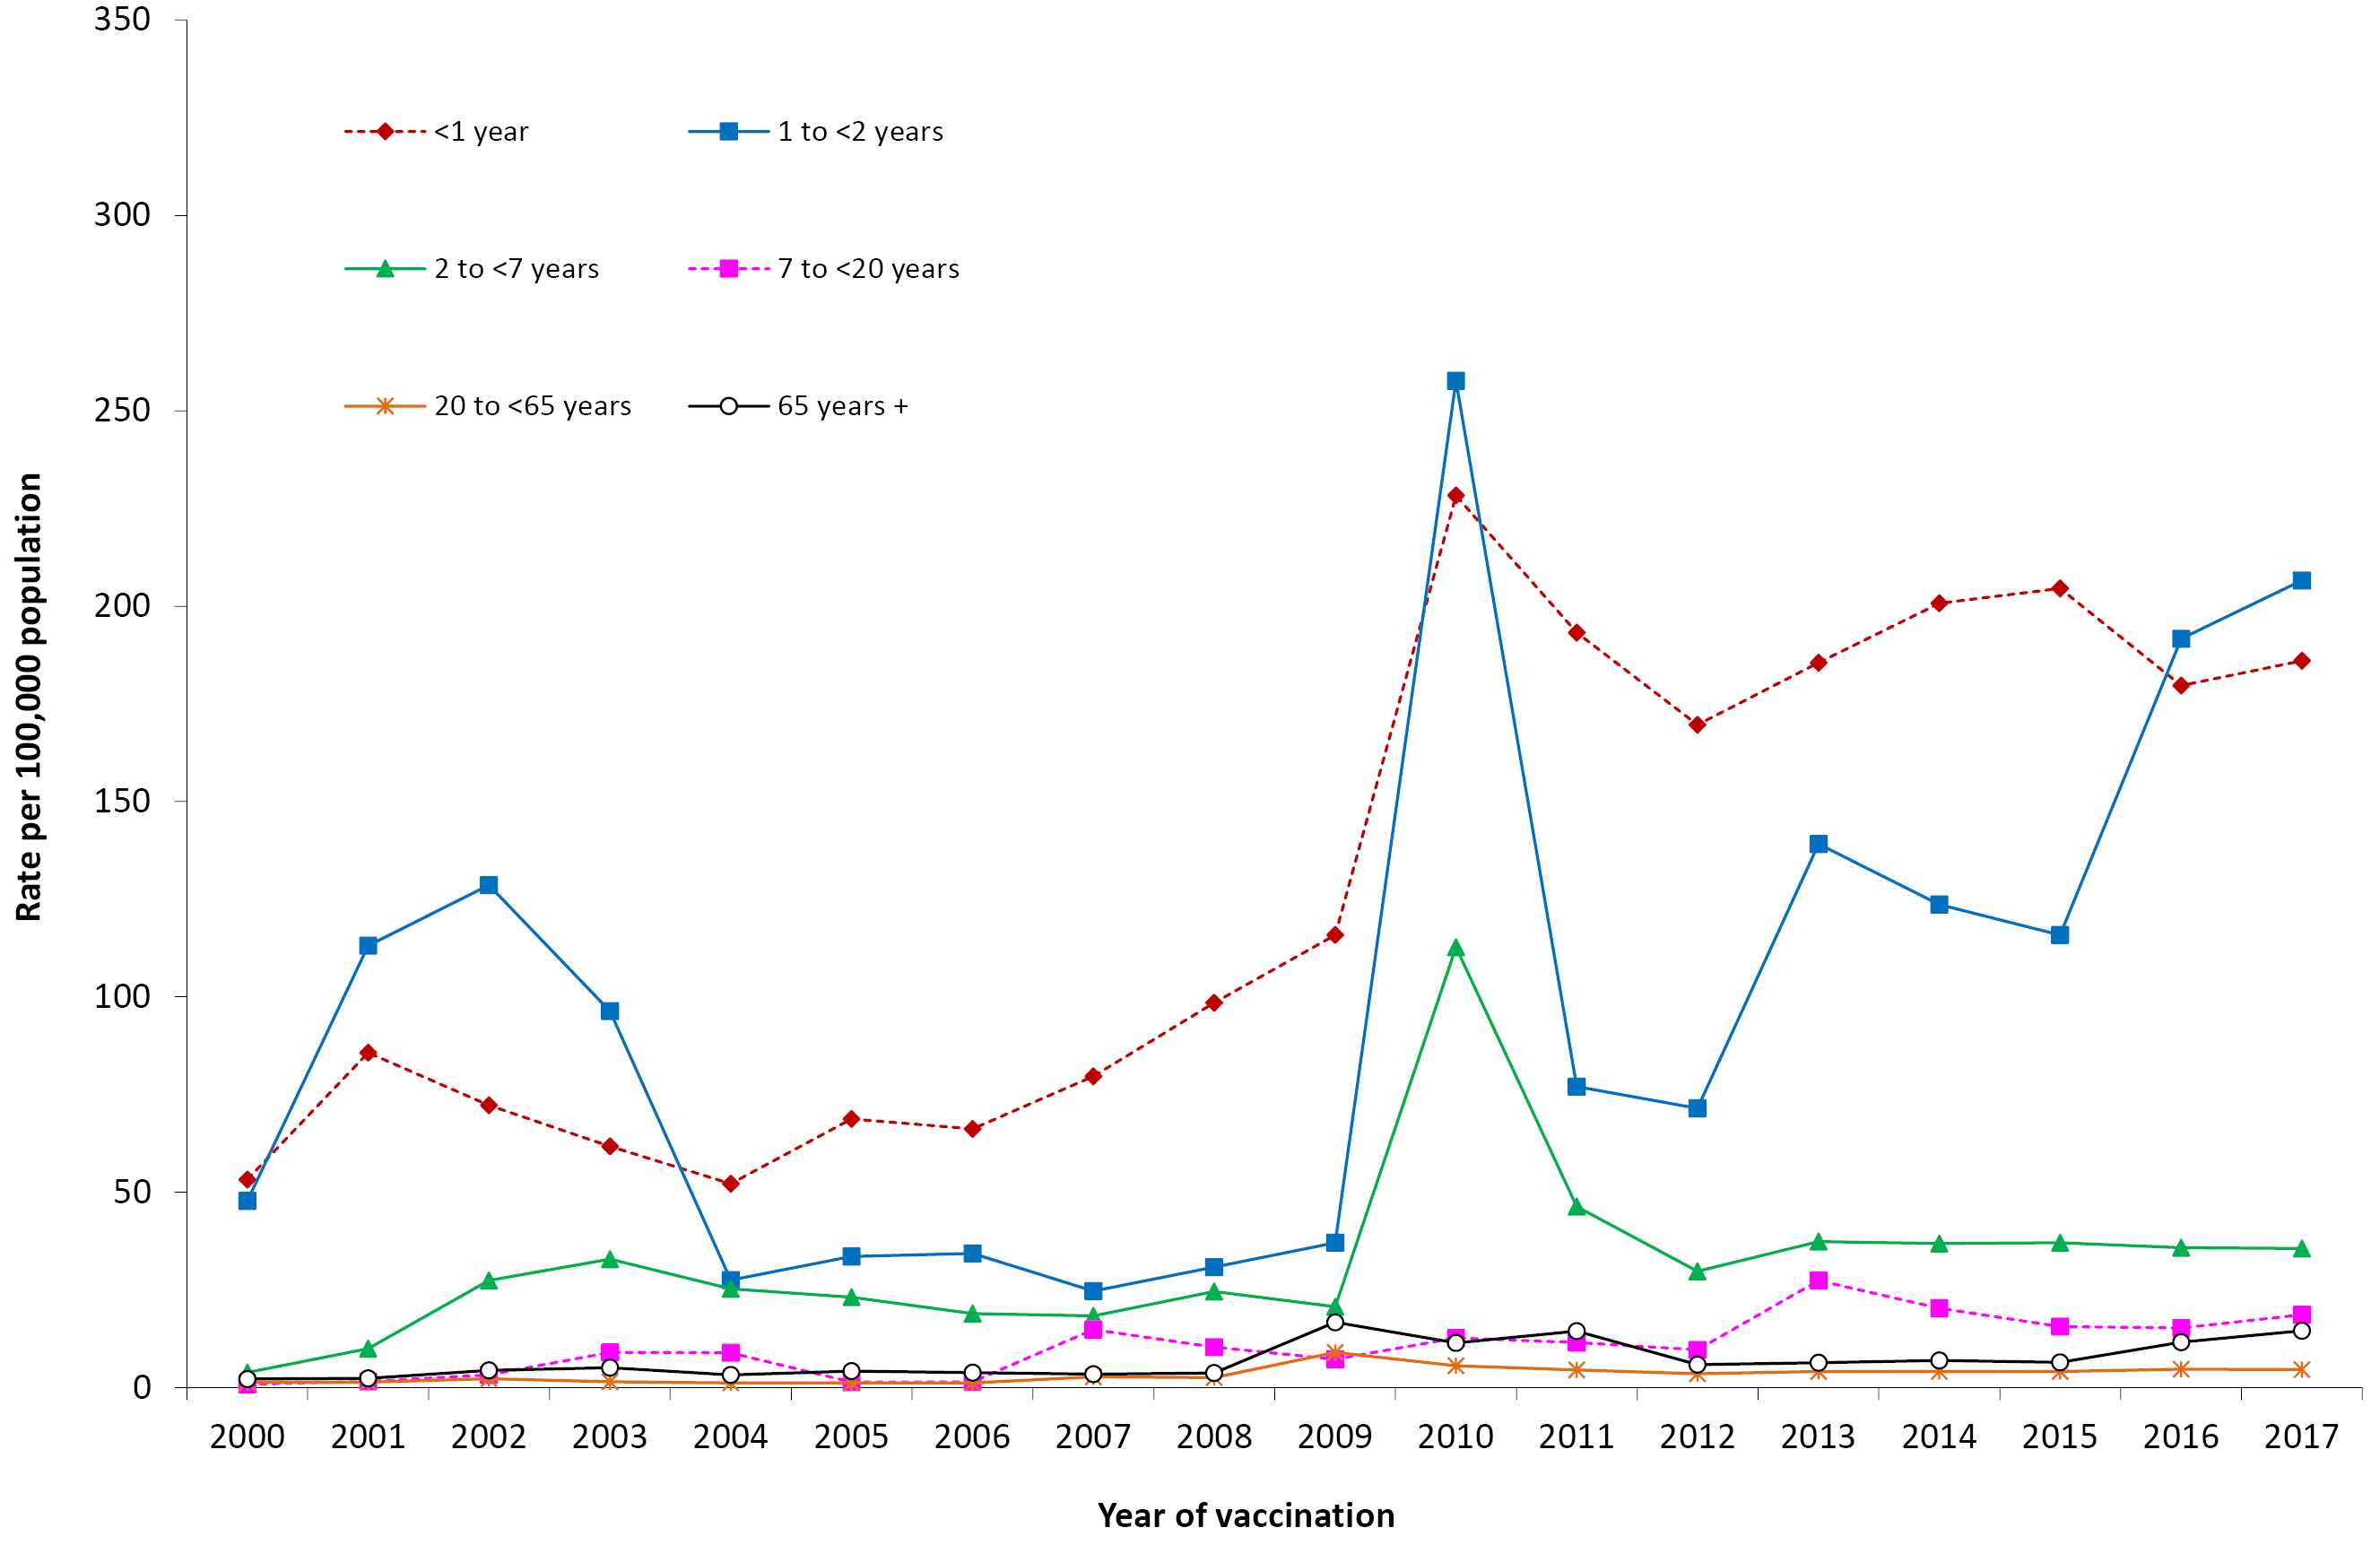 350
300
250
200
150
100
50
0
Rate per 100,000 population
<1 year
1 to <2 years
2 to <7 years
7 to <20 years
20 to <65 years
65 years +
2000 2001 2002 2003 2004 2005 2006 2007 2008 2009 2010 2011 2012 2013 2014 2015 2016 2017
Year of vaccination